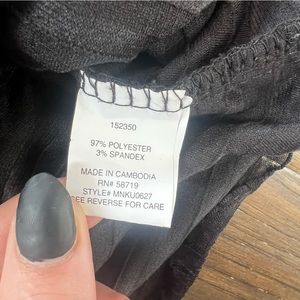 152350
97% POLYESTER
3% SPANDEX
MADE IN CAMBODIA
RN# 58719
STYLE# MNKU0627
SEE REVERSE FOR CARE